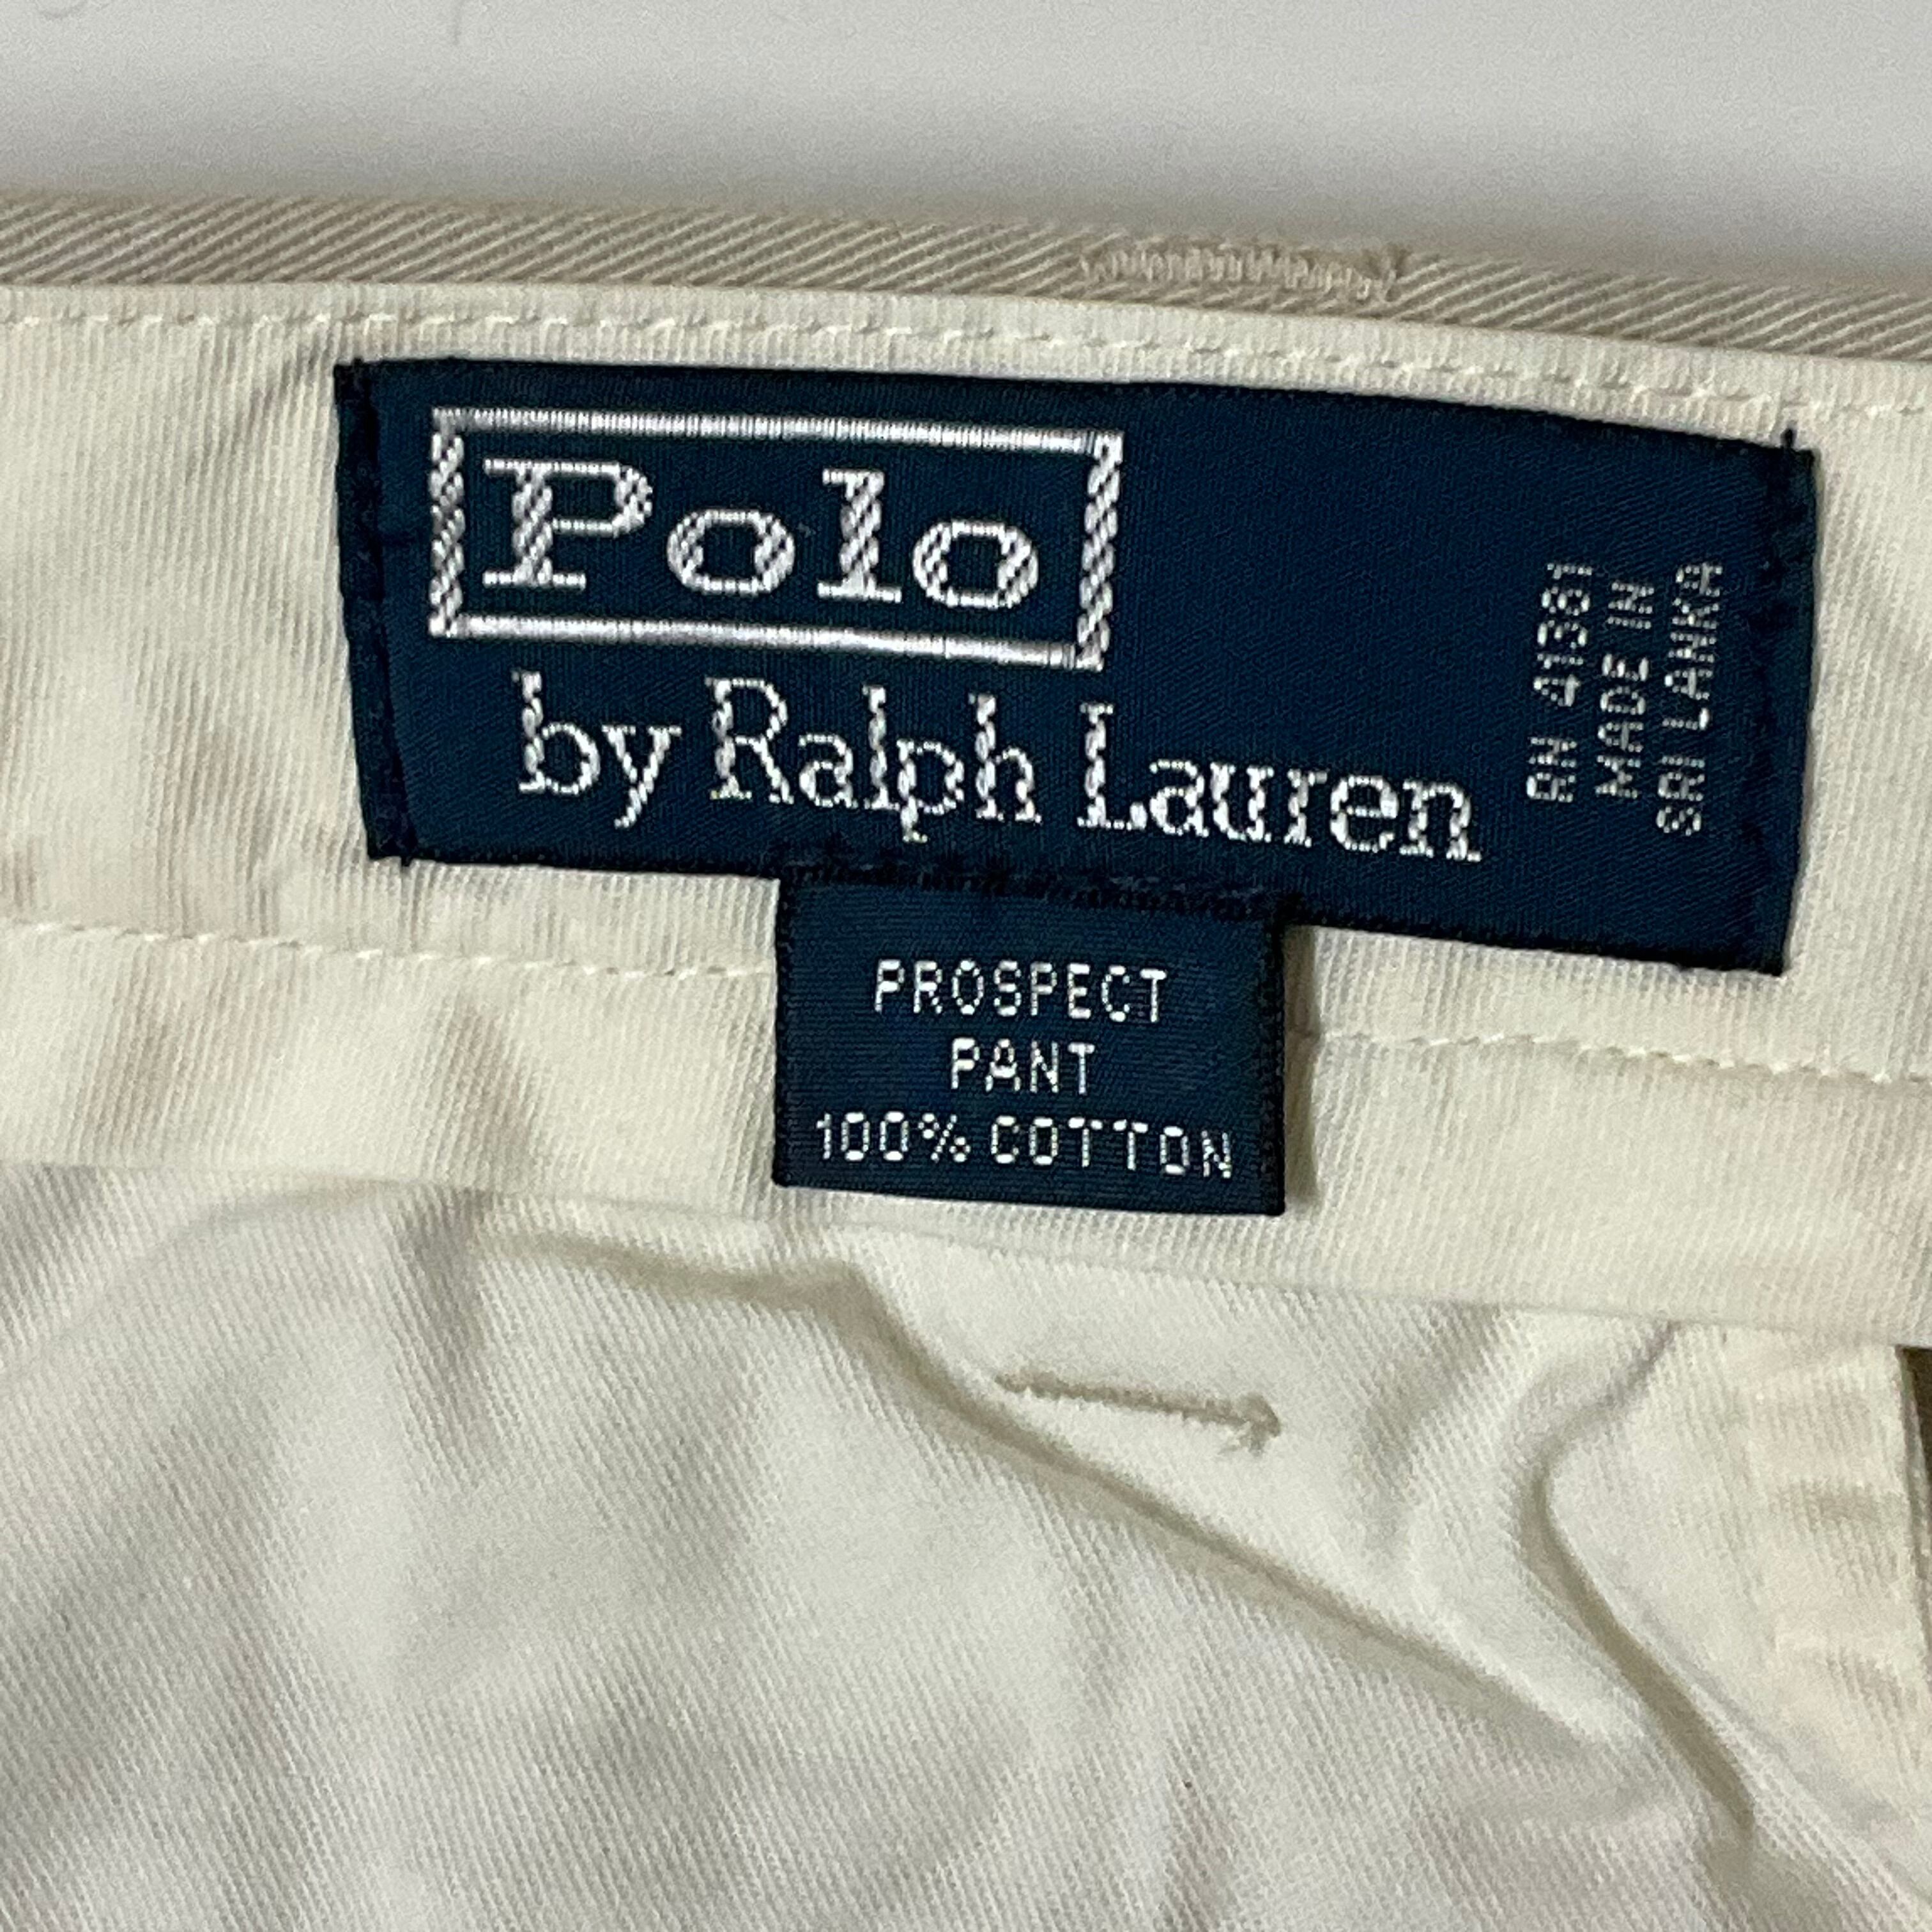 Polo
by Ralph Lauren
RN 41381
MADE IN
SRI LANKA
PROSPECT
PANT
100% COTTON